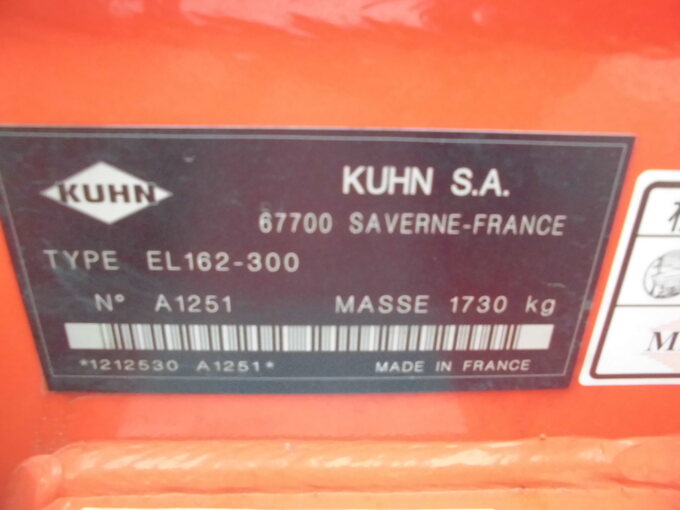 KUHN
KUHN S.A.
67700 SAVERNE-FRANCE
TYPE EL162-300
N° A1251 MASSE 1730 kg
*1212530 A1251*
MADE IN FRANCE
M